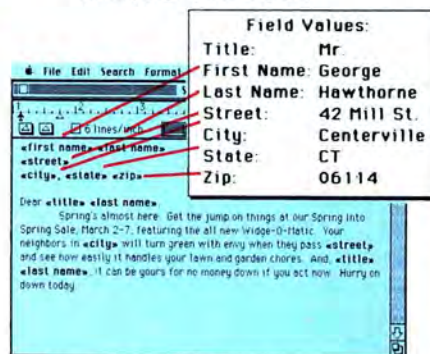 Field Values:
Title: Mr.
First Name: George
Last Name: Hawthorne
Street: 42 Mill St.
City: Centerville
State: CT
Zip: 06114
File Edit Search Format
S
1 2 3
6 lines/inch
«first name» «last name»
«street»
«city», «state» «zip»
Dear «title» «last name»,
Spring's almost here. Get the jump on things at our Spring Into
Spring Sale, March 2-7, featuring the all new Widge-O-Matic. Your
neighbors in «city» will turn green with envy when they pass «street»
and see how easily it handles your lawn and garden chores. And, «title»
«last name», it can be yours for no money down if you act now. Hurry on
down today.